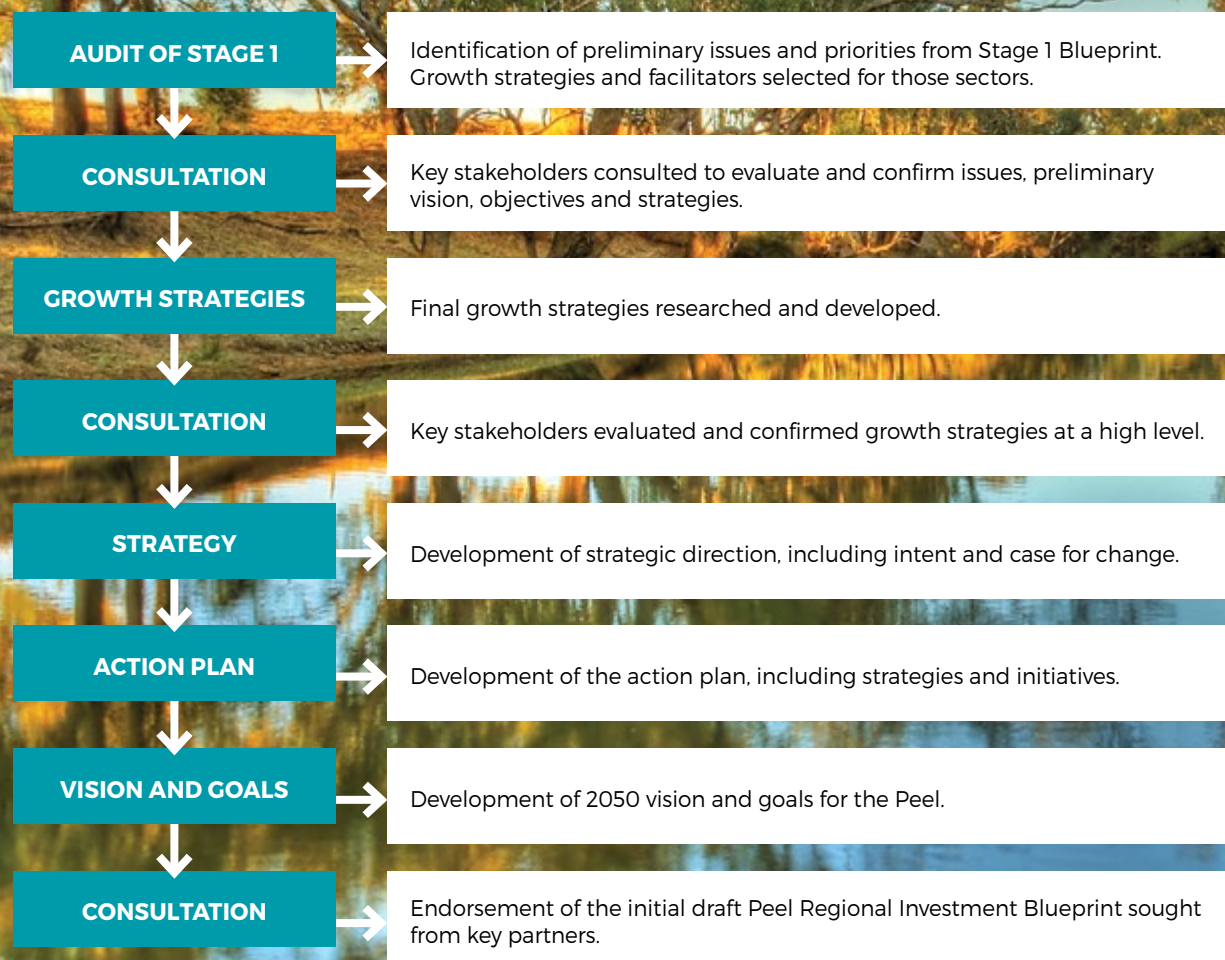 AUDIT OF STAGE 1
Identification of preliminary issues and priorities from Stage 1 Blueprint.
Growth strategies and facilitators selected for those sectors.
CONSULTATION
Key stakeholders consulted to evaluate and confirm issues, preliminary
vision, objectives and strategies.
GROWTH STRATEGIES
Final growth strategies researched and developed.
CONSULTATION
Key stakeholders evaluated and confirmed growth strategies at a high level.
STRATEGY
Development of strategic direction, including intent and case for change.
ACTION PLAN
Development of the action plan, including strategies and initiatives.
VISION AND GOALS
Development of 2050 vision and goals for the Peel.
CONSULTATION
Endorsement of the initial draft Peel Regional Investment Blueprint sought
from key partners.